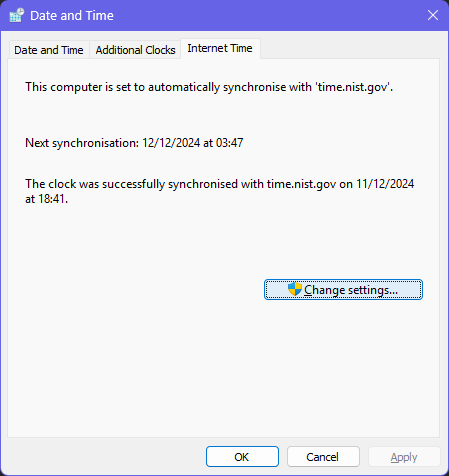 Date and Time
Date and Time
Additional Clocks
Internet Time
This computer is set to automatically synchronise with 'time.nist.gov'.
Next synchronisation: 12/12/2024 at 03:47
The clock was successfully synchronised with time.nist.gov on 11/12/2024
at 18:41.
Change settings...
OK
Cancel
Apply